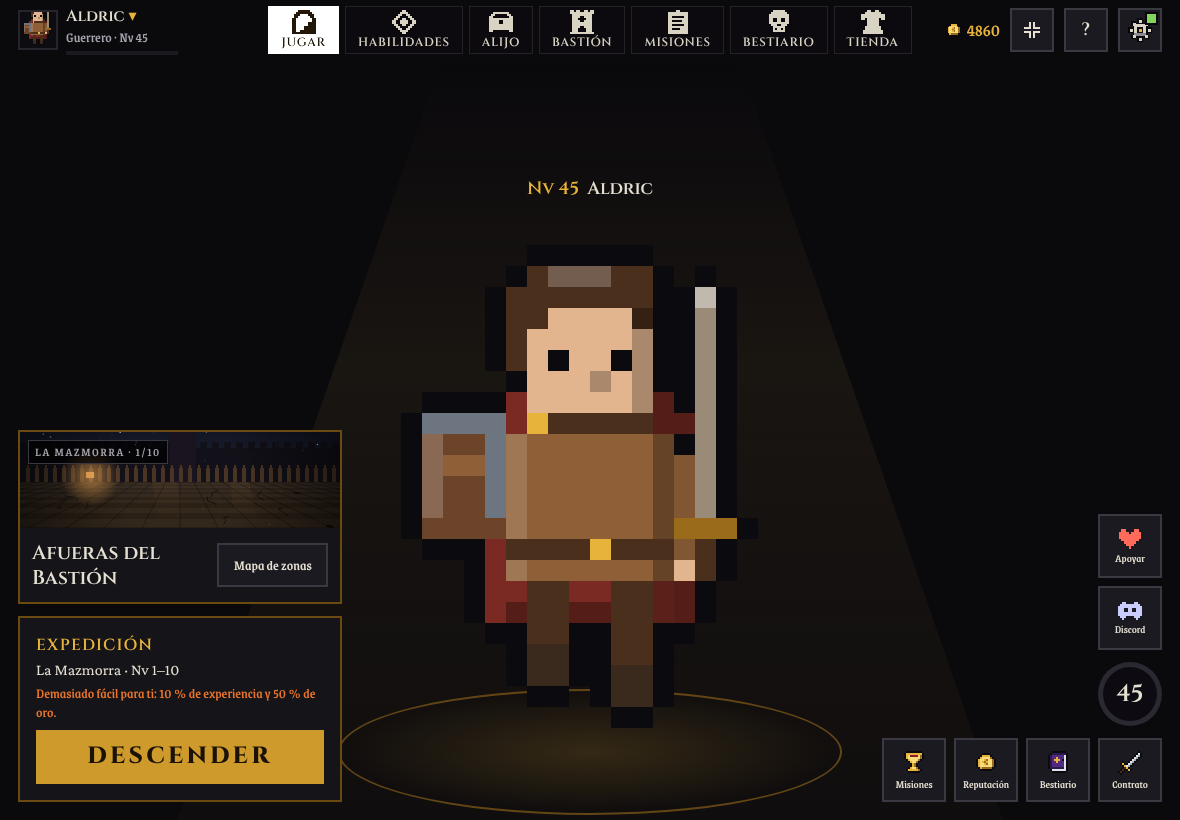 ALDRIC ▼
Guerrero · Nv 45
JUGAR
HABILIDADES
ALIJO
BASTIÓN
MISIONES
BESTIARIO
TIENDA
4860
?
Nv 45 ALDRIC
LA MAZMORRA · 1/10
AFUERAS DEL
BASTIÓN
Mapa de zonas
EXPEDICIÓN
La Mazmorra · Nv 1–10
Demasiado fácil para ti: 10 % de experiencia y 50 % de
oro.
DESCENDER
Apoyar
Discord
45
Misiones
Reputación
Bestiario
Contrato